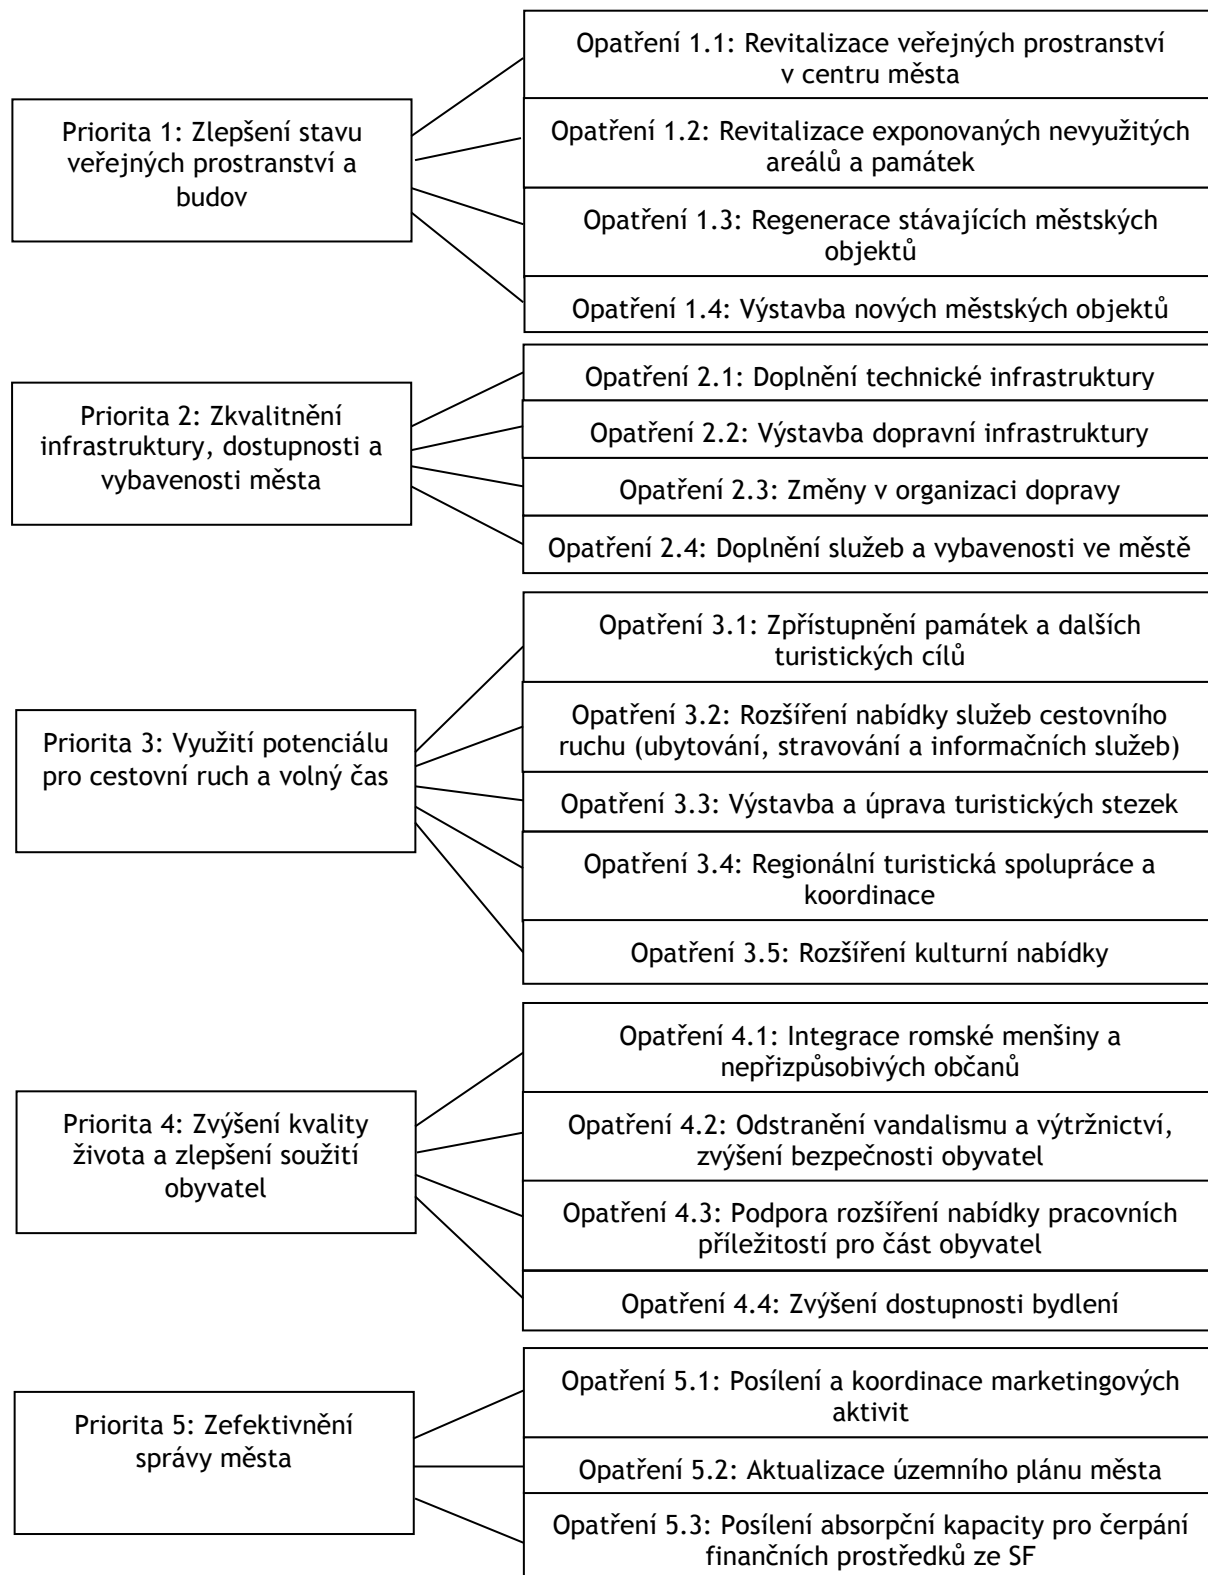 Priorita 1: Zlepšení stavu
veřejných prostranství a
budov
Opatření 1.1: Revitalizace veřejných prostranství
v centru města
Opatření 1.2: Revitalizace exponovaných nevyužitých
areálů a památek
Opatření 1.3: Regenerace stávajících městských
objektů
Opatření 1.4: Výstavba nových městských objektů
Priorita 2: Zkvalitnění
infrastruktury, dostupnosti a
vybavenosti města
Opatření 2.1: Doplnění technické infrastruktury
Opatření 2.2: Výstavba dopravní infrastruktury
Opatření 2.3: Změny v organizaci dopravy
Opatření 2.4: Doplnění služeb a vybavenosti ve městě
Priorita 3: Využití potenciálu
pro cestovní ruch a volný čas
Opatření 3.1: Zpřístupnění památek a dalších
turistických cílů
Opatření 3.2: Rozšíření nabídky služeb cestovního
ruchu (ubytování, stravování a informačních služeb)
Opatření 3.3: Výstavba a úprava turistických stezek
Opatření 3.4: Regionální turistická spolupráce a
koordinace
Opatření 3.5: Rozšíření kulturní nabídky
Priorita 4: Zvýšení kvality
života a zlepšení soužití
obyvatel
Opatření 4.1: Integrace romské menšiny a
nepřizpůsobivých občanů
Opatření 4.2: Odstranění vandalismu a výtržnictví,
zvýšení bezpečnosti obyvatel
Opatření 4.3: Podpora rozšíření nabídky pracovních
příležitostí pro část obyvatel
Opatření 4.4: Zvýšení dostupnosti bydlení
Priorita 5: Zefektivnění
správy města
Opatření 5.1: Posílení a koordinace marketingových
aktivit
Opatření 5.2: Aktualizace územního plánu města
Opatření 5.3: Posílení absorpční kapacity pro čerpání
finančních prostředků ze SF